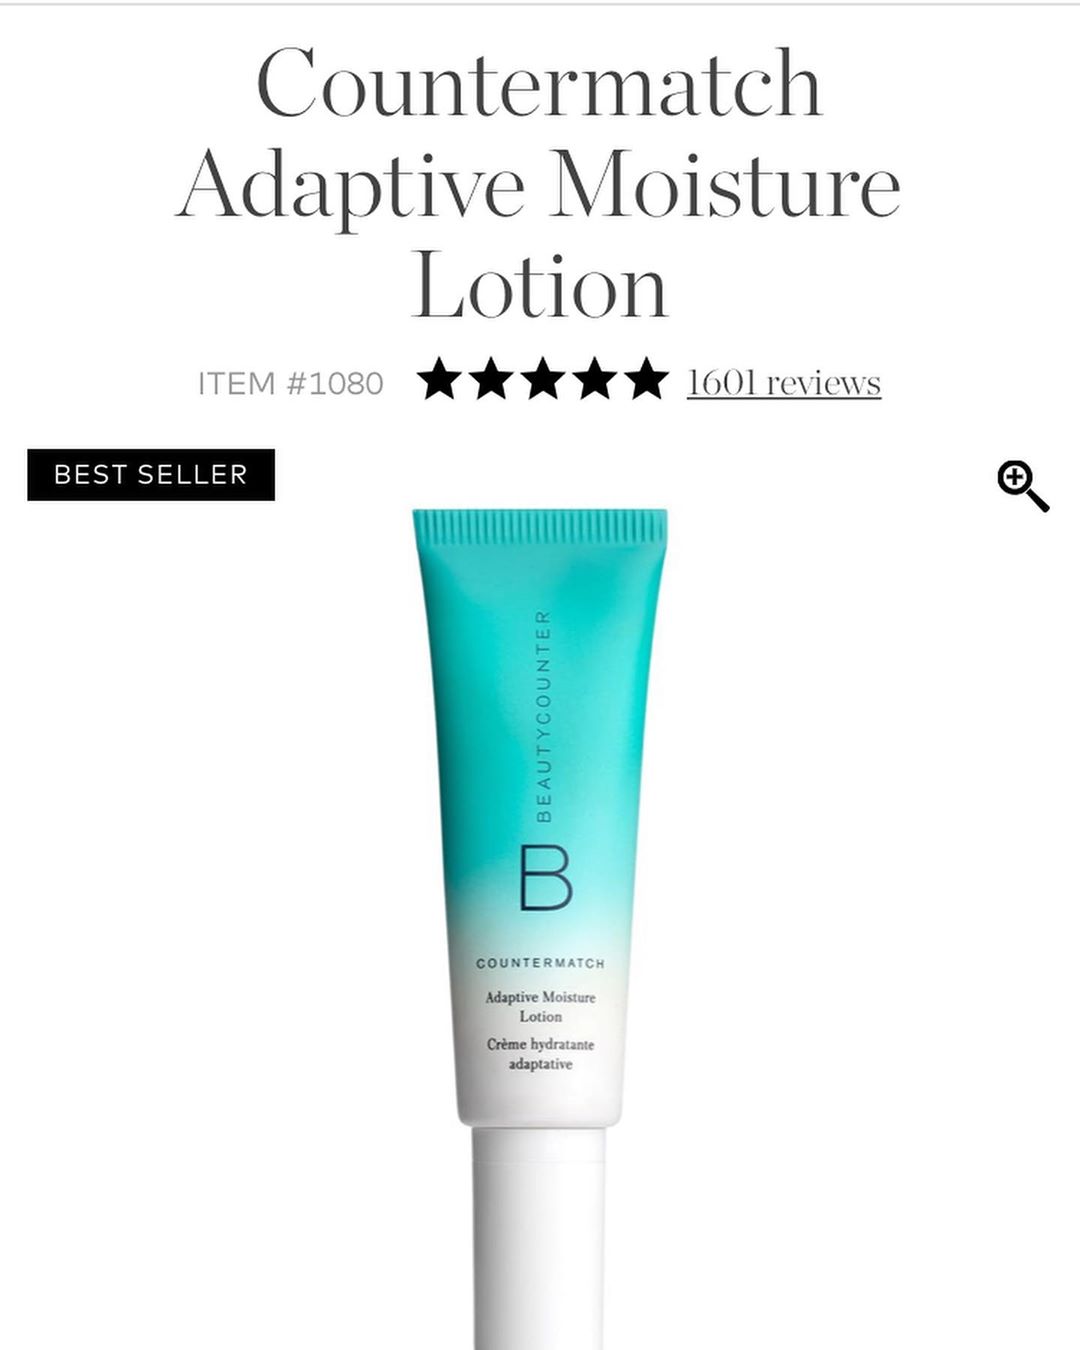 Countermatch
Adaptive Moisture
Lotion
ITEM #1080 1601 reviews
BEST SELLER
BEAUTYCOUNTER
B
COUNTERMATCH
Adaptive Moisture
Lotion
Crème hydratante
adaptative